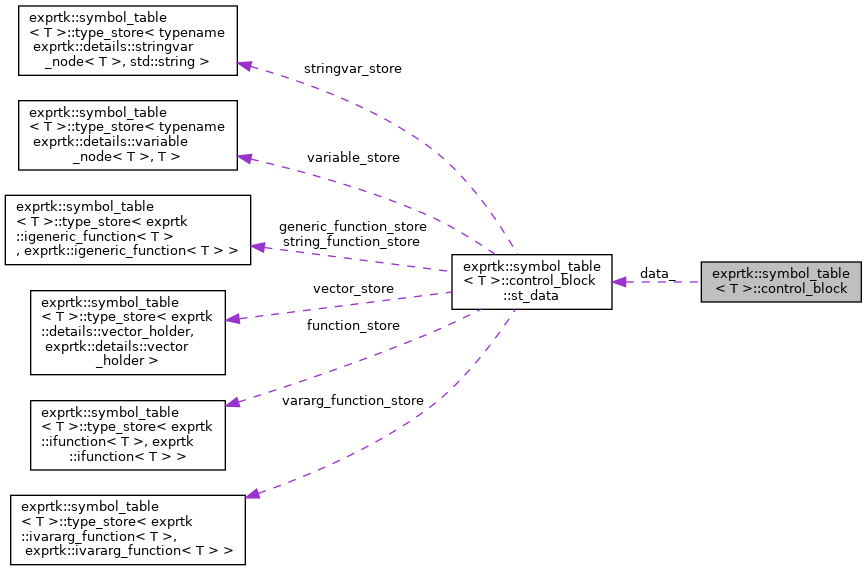 exprtk::symbol_table
< T >::type_store< typename
exprtk::details::stringvar
_node< T >, std::string >
stringvar_store
exprtk::symbol_table
< T >::type_store< typename
exprtk::details::variable
_node< T >, T >
variable_store
exprtk::symbol_table
< T >::type_store< exprtk
::igeneric_function< T >
, exprtk::igeneric_function< T > >
generic_function_store
string_function_store
exprtk::symbol_table
< T >::control_block
::st_data
data_
exprtk::symbol_table
< T >::control_block
exprtk::symbol_table
< T >::type_store< exprtk
::details::vector_holder,
exprtk::details::vector
_holder >
vector_store
function_store
exprtk::symbol_table
< T >::type_store< exprtk
::ifunction< T >, exprtk
::ifunction< T > >
vararg_function_store
exprtk::symbol_table
< T >::type_store< exprtk
::ivararg_function< T >,
exprtk::ivararg_function< T > >